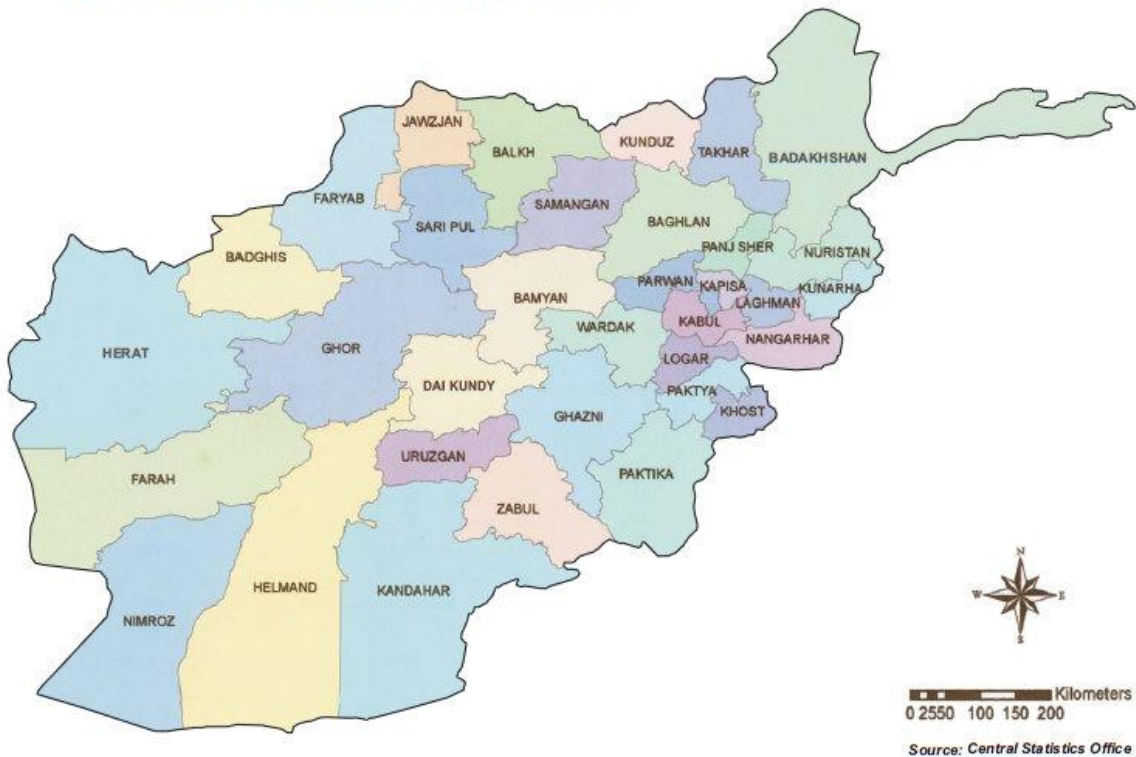 JAWZJAN
BALKH
KUNDUZ
TAKHAR
BADAKHSHAN
FARYAB
SARI PUL
SAMANGAN
BAGHLAN
PANJ SHER
NURISTAN
BADGHIS
PARWAN
KAPISA
KUNARHA
LAGHMAN
BAMYAN
KABUL
WARDAK
NANGARHAR
HERAT
GHOR
LOGAR
DAI KUNDY
PAKTYA
GHAZNI
KHOST
URUZGAN
FARAH
PAKTIKA
ZABUL
HELMAND
KANDAHAR
NIMROZ
N
W E
S
Kilometers
0 2550 100 150 200
Source: Central Statistics Office